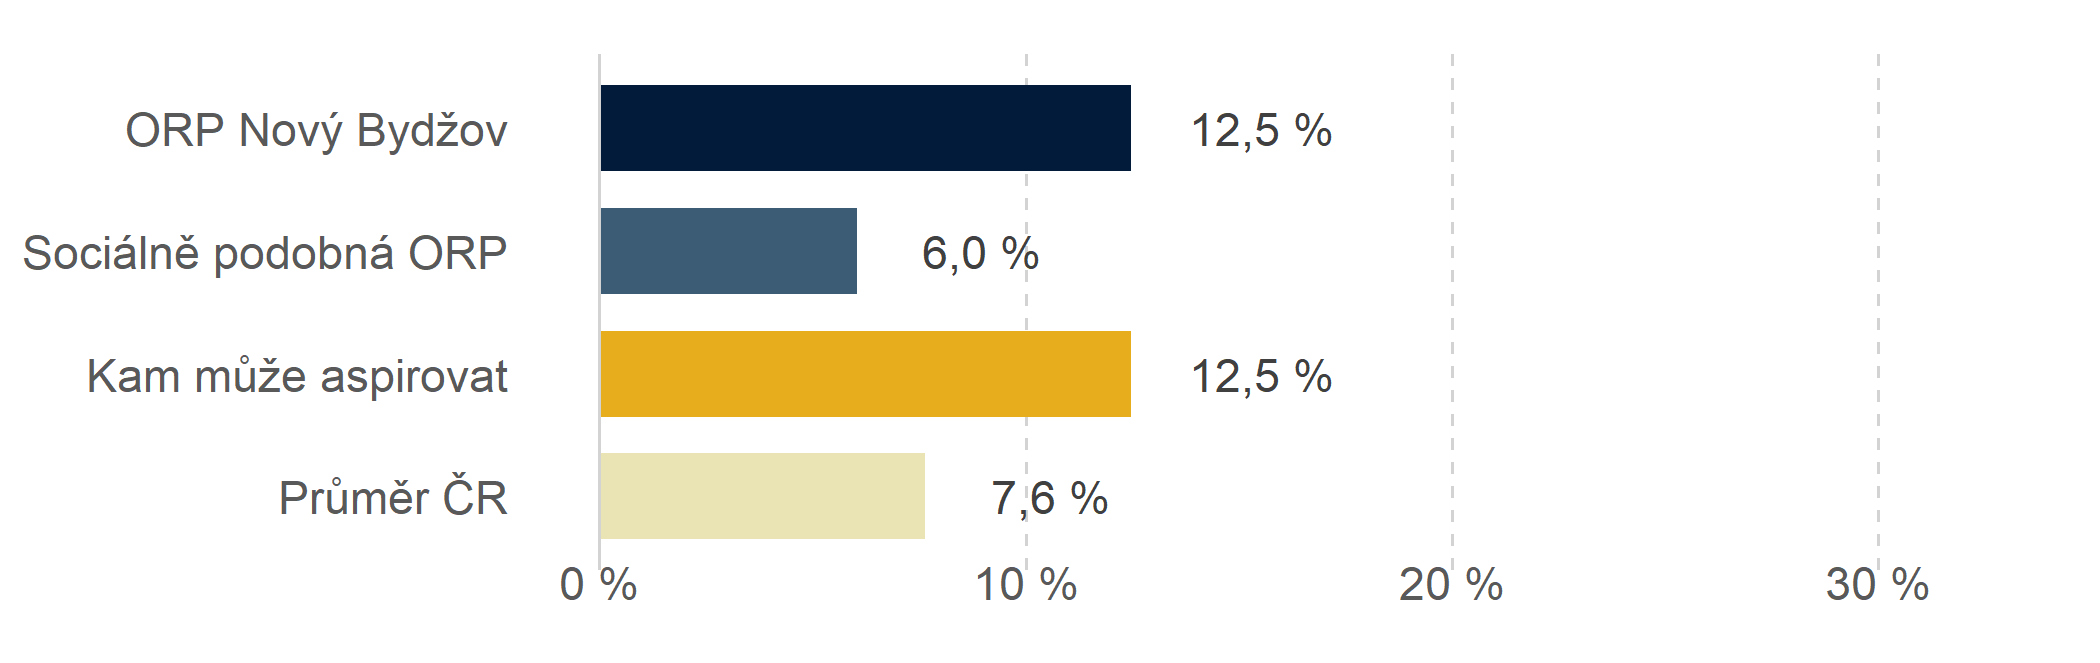 ORP Nový Bydžov 12,5 %
Sociálně podobná ORP 6,0 %
Kam může aspirovat 12,5 %
Průměr ČR 7,6 %
0 % 10 % 20 % 30 %